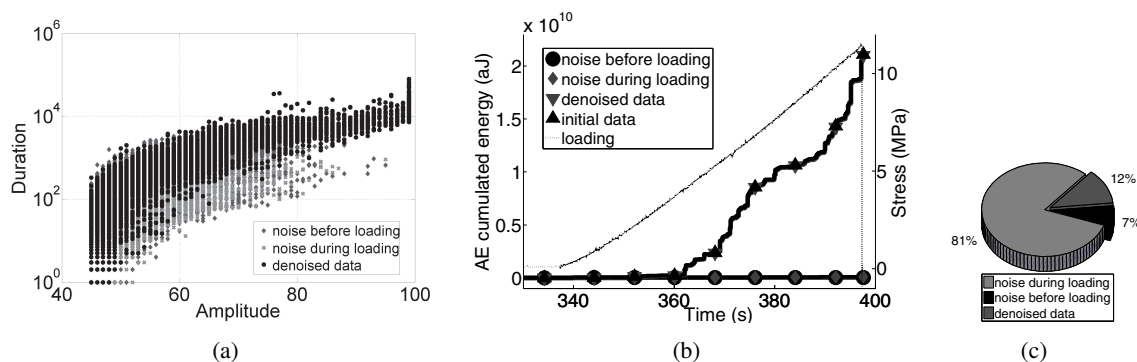 10^6
10^4
10^2
10^0
Duration
40
60
80
100
Amplitude
noise before loading
noise during loading
denoised data
(a)
x 10^10
2
1.5
1
0.5
0
AE cumulated energy (aJ)
noise before loading
noise during loading
denoised data
initial data
loading
10
5
0
Stress (MPa)
340
360
380
400
Time (s)
(b)
12%
7%
81%
noise during loading
noise before loading
denoised data
(c)